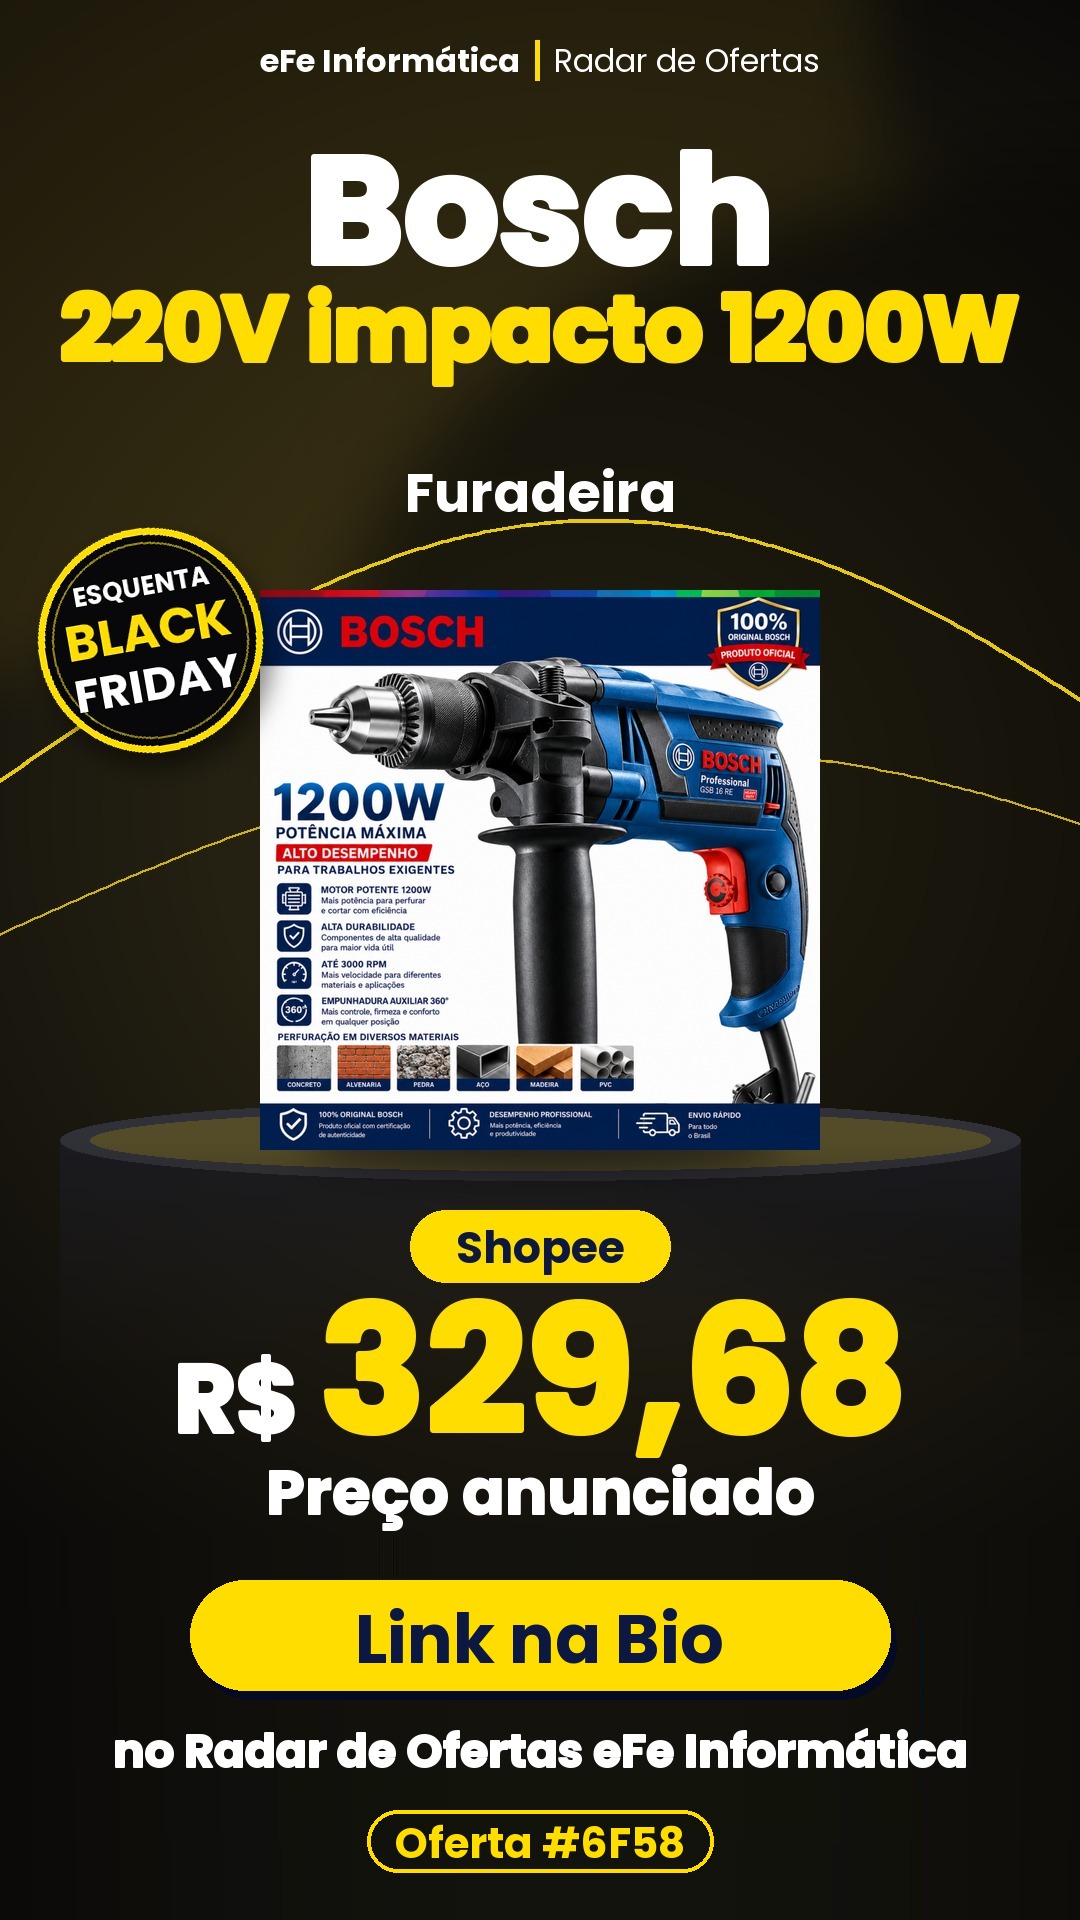 eFe Informática | Radar de Ofertas
Bosch
220V impacto 1200W
Furadeira
ESQUENTA
BLACK
FRIDAY
BOSCH
100%
ORIGINAL BOSCH
PRODUTO OFICIAL
BOSCH
Professional
GSB 16 RE
1200W
POTÊNCIA MÁXIMA
ALTO DESEMPENHO
PARA TRABALHOS EXIGENTES
MOTOR POTENTE 1200W
Mais potência para perfurar
e cortar com eficiência
ALTA DURABILIDADE
Componentes de alta qualidade
para maior vida útil
ATÉ 3000 RPM
Mais velocidade para diferentes
materiais e aplicações
360°
EMPUNHADURA AUXILIAR 360°
Mais controle, firmeza e conforto
em qualquer posição
PERFURAÇÃO EM DIVERSOS MATERIAIS
CONCRETO ALVENARIA PEDRA AÇO MADEIRA PVC
100% ORIGINAL BOSCH
Produto oficial com certificação
de autenticidade
DESEMPENHO PROFISSIONAL
Mais potência, eficiência
e produtividade
ENVIO RÁPIDO
Para todo
o Brasil
Shopee
R$ 329,68
Preço anunciado
Link na Bio
no Radar de Ofertas eFe Informática
Oferta #6F58